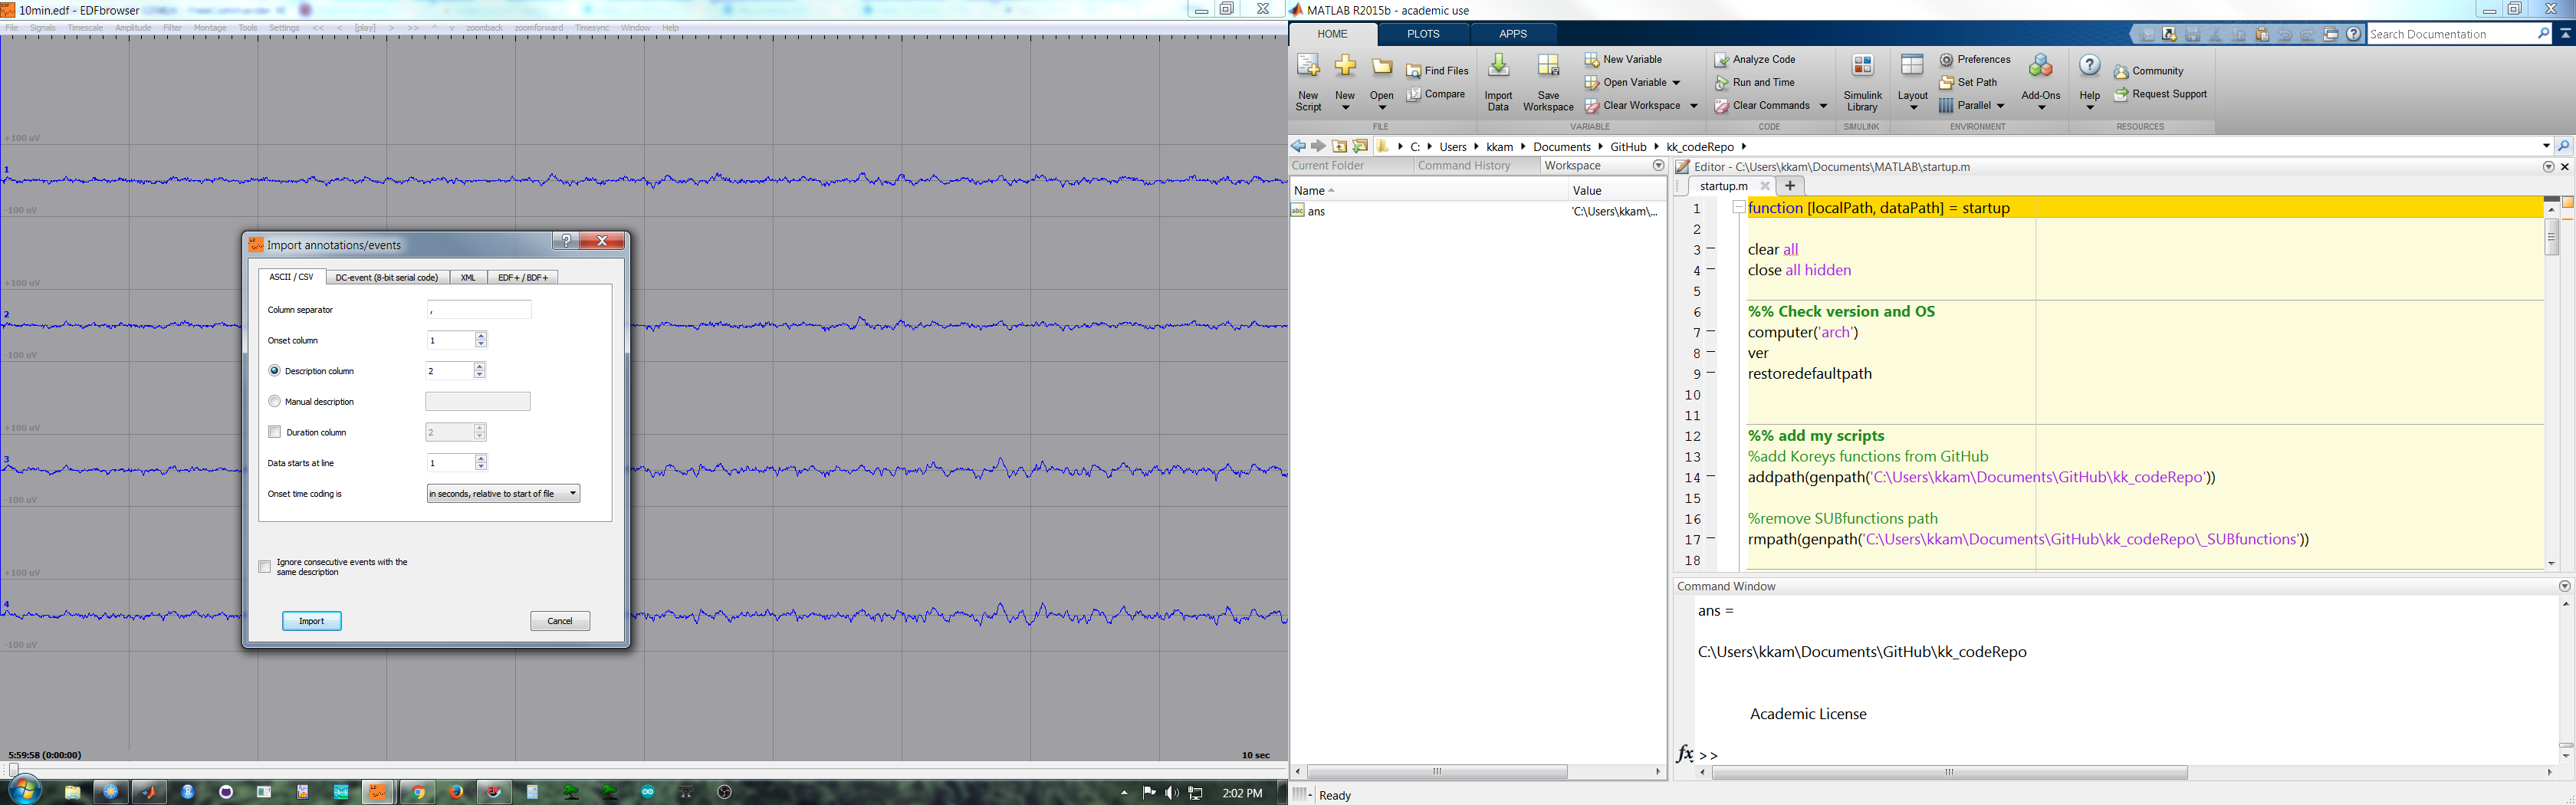 10min.edf - EDFbrowser
File Signals Timescale Amplitude Filter Montage Tools Settings << < [play] > >> ^ v zoomback zoomforward Timesync Window Help
+100 uV
1
-100 uV
+100 uV
2
-100 uV
+100 uV
3
-100 uV
+100 uV
4
-100 uV
5:59:58 (0:00:00)
10 sec
Import annotations/events
ASCII / CSV
DC-event (8-bit serial code)
XML
EDF+ / BDF+
Column separator ,
Onset column 1
Description column 2
Manual description
Duration column 2
Data starts at line 1
Onset time coding is in seconds, relative to start of file
Ignore consecutive events with the
same description
Import
Cancel
2:02 PM
MATLAB R2015b - academic use
HOME PLOTS APPS
Search Documentation
New Script
New
Open
Find Files
Compare
FILE
Import Data
Save Workspace
New Variable
Open Variable
Clear Workspace
VARIABLE
Analyze Code
Run and Time
Clear Commands
CODE
Simulink Library
SIMULINK
Layout
Preferences
Set Path
Parallel
Add-Ons
ENVIRONMENT
Help
Community
Request Support
RESOURCES
C: Users kkam Documents GitHub kk_codeRepo
Current Folder
Command History
Workspace
Name Value
abc ans 'C:\Users\kkam\...
Editor - C:\Users\kkam\Documents\MATLAB\startup.m
startup.m
1 function [localPath, dataPath] = startup
2
3 clear all
4 close all hidden
5
6 %% Check version and OS
7 computer('arch')
8 ver
9 restoredefaultpath
10
11
12 %% add my scripts
13 %add Koreys functions from GitHub
14 addpath(genpath('C:\Users\kkam\Documents\GitHub\kk_codeRepo'))
15
16 %remove SUBfunctions path
17 rmpath(genpath('C:\Users\kkam\Documents\GitHub\kk_codeRepo\_SUBfunctions'))
18
Command Window
ans =
C:\Users\kkam\Documents\GitHub\kk_codeRepo
Academic License
fx >>
Ready